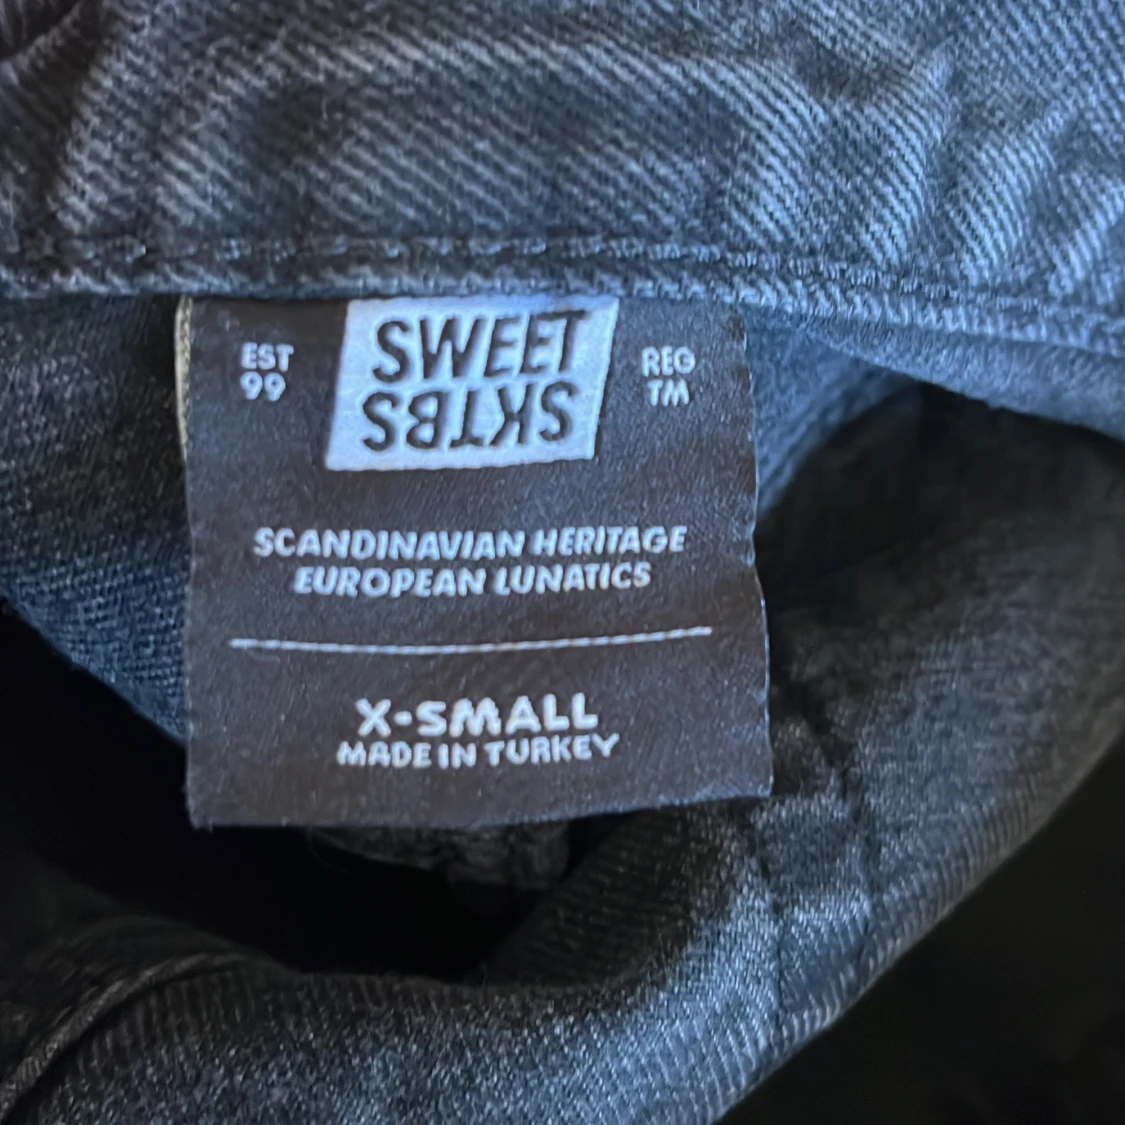 EST
99
SWEET
SKTBS
REG
TM
SCANDINAVIAN HERITAGE
EUROPEAN LUNATICS
X-SMALL
MADE IN TURKEY